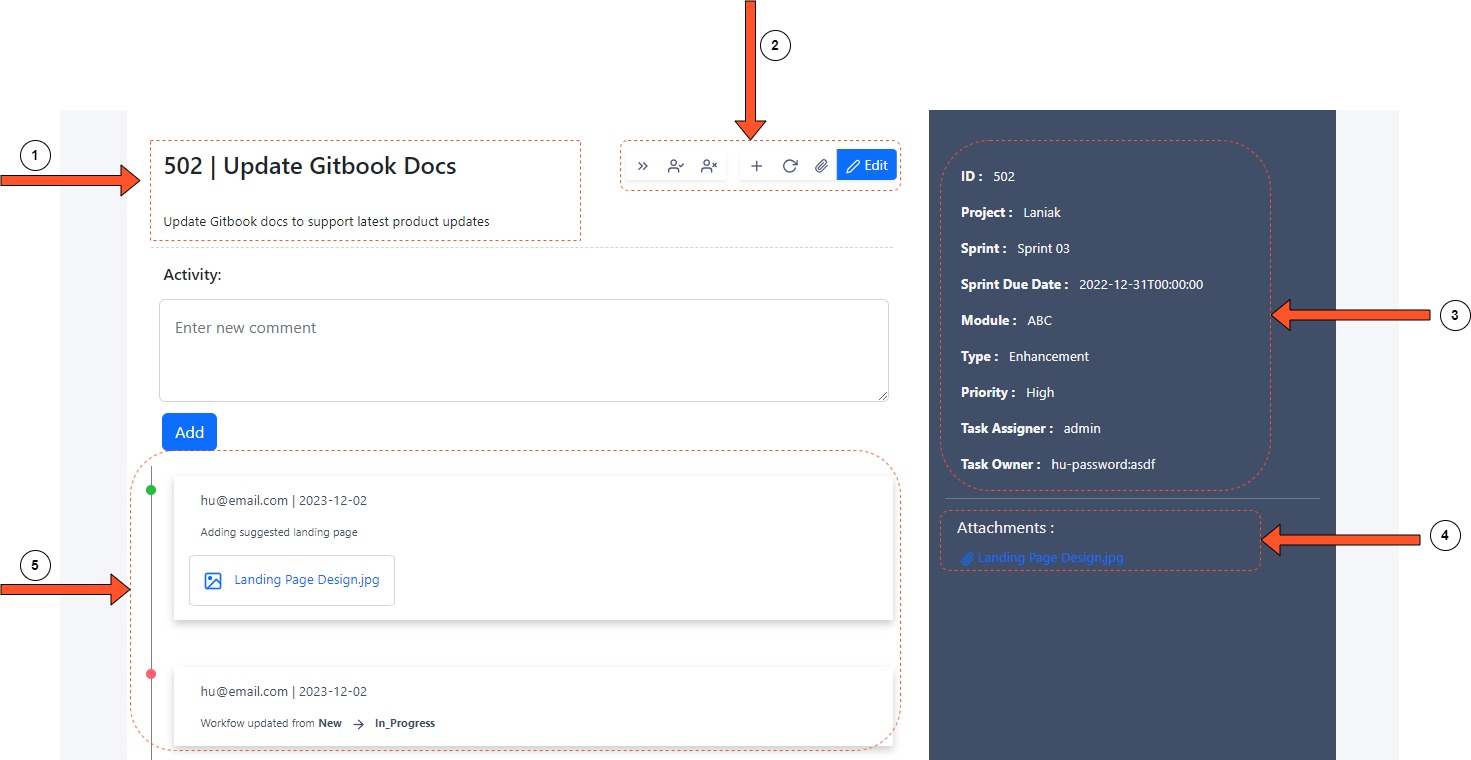 2
1
502 | Update Gitbook Docs
Edit
Update Gitbook docs to support latest product updates
Activity:
Enter new comment
Add
hu@email.com | 2023-12-02
Adding suggested landing page
Landing Page Design.jpg
hu@email.com | 2023-12-02
Workfow updated from New → In_Progress
5
ID : 502
Project : Laniak
Sprint : Sprint 03
Sprint Due Date : 2022-12-31T00:00:00
Module : ABC
Type : Enhancement
Priority : High
Task Assigner : admin
Task Owner : hu-password:asdf
3
Attachments :
Landing Page Design.jpg
4